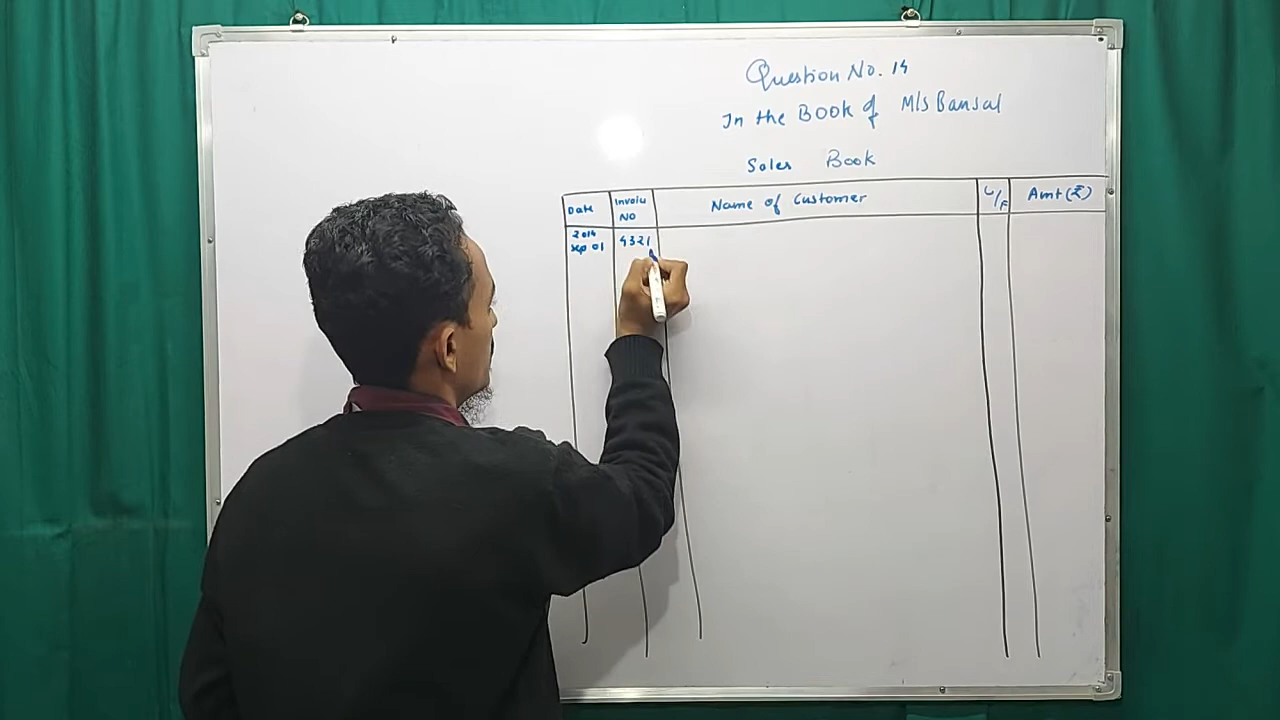 Question No. 14
In the Book of M/s Bansal
Sales Book
Date
Invoiu NO
Name of Customer
L/F
Amt (₹)
2014
Sep 01
4321